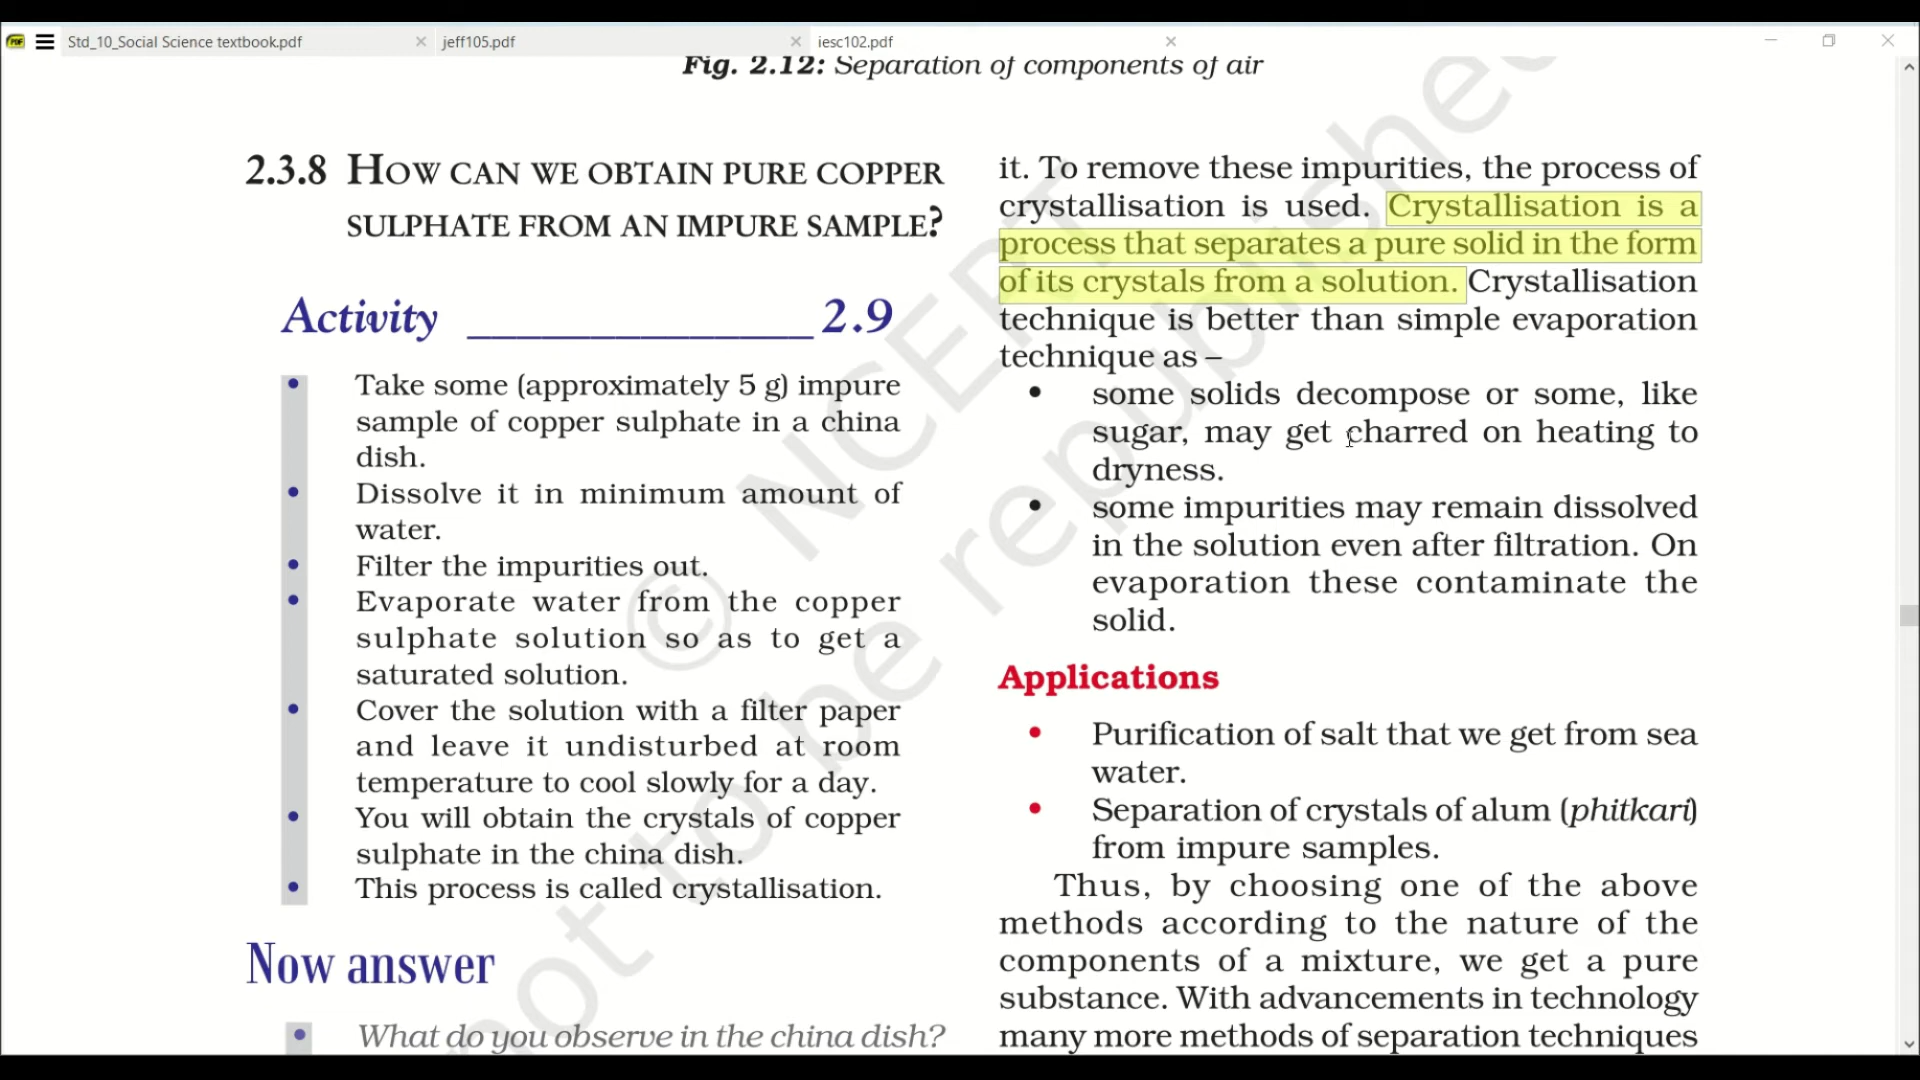 Std_10_Social Science textbook.pdf
jeff105.pdf
iesc102.pdf
Fig. 2.12: Separation of components of air
2.3.8 HOW CAN WE OBTAIN PURE COPPER
SULPHATE FROM AN IMPURE SAMPLE?
Activity ______________ 2.9
• Take some (approximately 5 g) impure
sample of copper sulphate in a china
dish.
• Dissolve it in minimum amount of
water.
• Filter the impurities out.
• Evaporate water from the copper
sulphate solution so as to get a
saturated solution.
• Cover the solution with a filter paper
and leave it undisturbed at room
temperature to cool slowly for a day.
• You will obtain the crystals of copper
sulphate in the china dish.
• This process is called crystallisation.
Now answer
• What do you observe in the china dish?
it. To remove these impurities, the process of
crystallisation is used. Crystallisation is a
process that separates a pure solid in the form
of its crystals from a solution. Crystallisation
technique is better than simple evaporation
technique as –
• some solids decompose or some, like
sugar, may get charred on heating to
dryness.
• some impurities may remain dissolved
in the solution even after filtration. On
evaporation these contaminate the
solid.
Applications
• Purification of salt that we get from sea
water.
• Separation of crystals of alum (phitkari)
from impure samples.
Thus, by choosing one of the above
methods according to the nature of the
components of a mixture, we get a pure
substance. With advancements in technology
many more methods of separation techniques
© NCERT
not to be republished